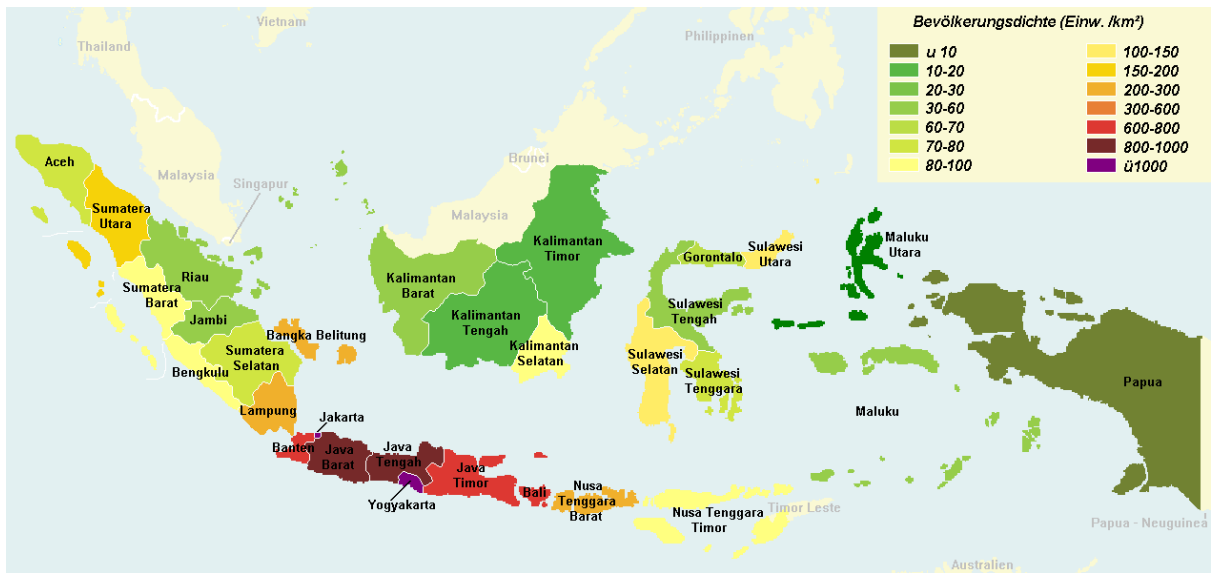 Vietnam
Thailand
Philippinen
Bevölkerungsdichte (Einw. /km²)
u 10
10-20
20-30
30-60
60-70
70-80
80-100
100-150
150-200
200-300
300-600
600-800
800-1000
ü1000
Brunei
Malaysia
Singapur
Malaysia
Aceh
Sumatera
Utara
Riau
Sumatera
Barat
Jambi
Bangka Belitung
Sumatera
Selatan
Bengkulu
Lampung
Kalimantan
Timor
Kalimantan
Barat
Kalimantan
Tengah
Kalimantan
Selatan
Gorontalo
Sulawesi
Utara
Sulawesi
Tengah
Sulawesi
Selatan
Sulawesi
Tenggara
Maluku
Utara
Maluku
Papua
Jakarta
Banten
Java
Barat
Java
Tengah
Yogyakarta
Java
Timor
Bali
Nusa
Tenggara
Barat
Nusa Tenggara
Timor
Timor Leste
Papua - Neuguinea
Australien